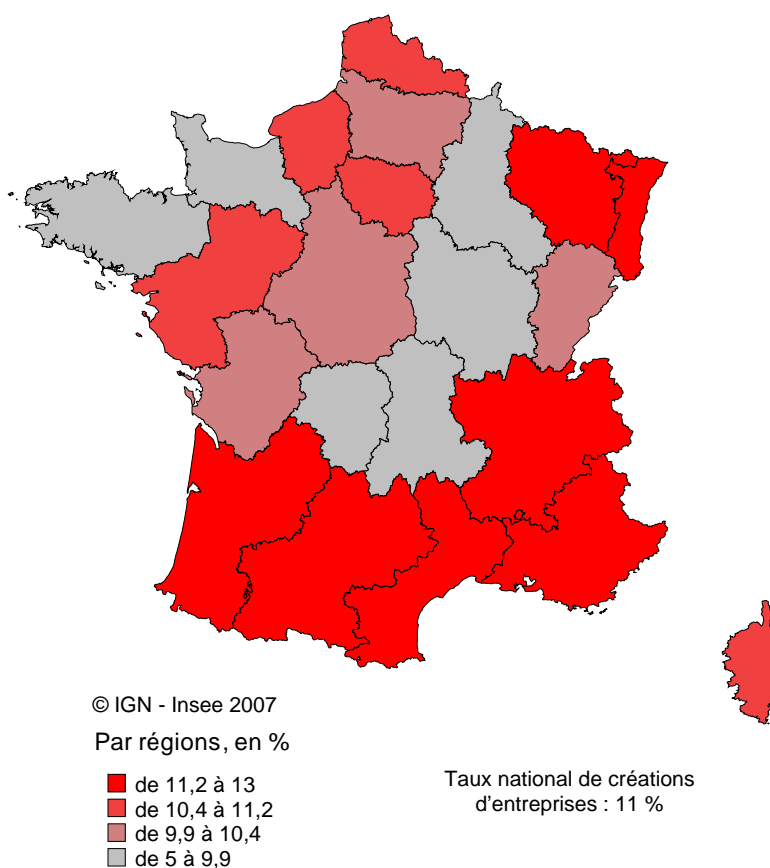 © IGN - Insee 2007
Par régions, en %
de 11,2 à 13
de 10,4 à 11,2
de 9,9 à 10,4
de 5 à 9,9
Taux national de créations
d'entreprises : 11 %